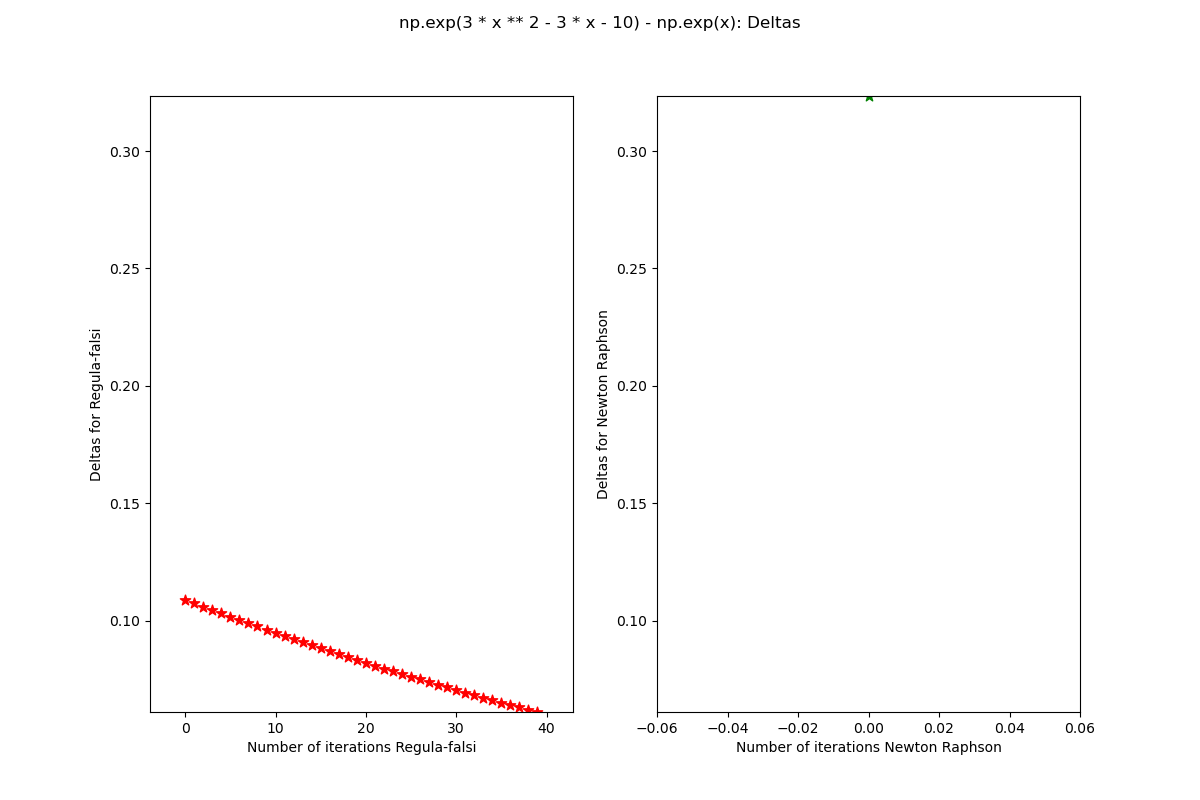 np.exp(3 * x ** 2 - 3 * x - 10) - np.exp(x): Deltas
0.30
0.25
0.20
0.15
0.10
Deltas for Regula-falsi
0 10 20 30 40
Number of iterations Regula-falsi
0.30
0.25
0.20
0.15
0.10
Deltas for Newton Raphson
−0.06 −0.04 −0.02 0.00 0.02 0.04 0.06
Number of iterations Newton Raphson